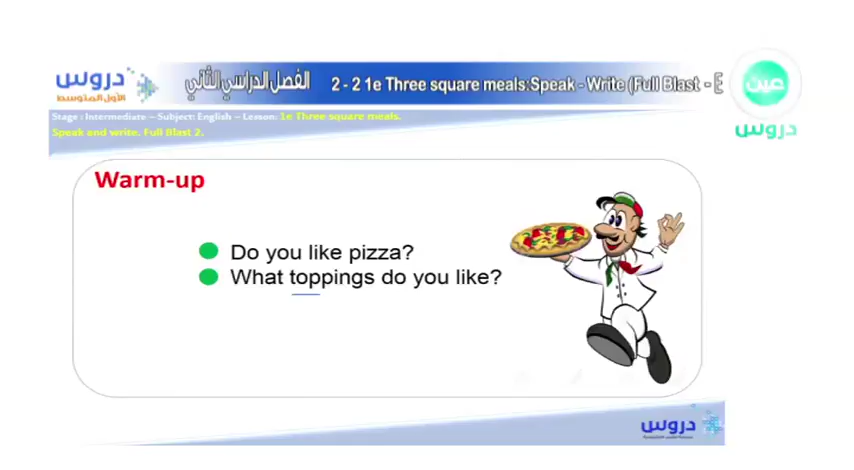 دروس
الأول المتوسط
الفصل الدراسي الثاني
2 - 2 1e Three square meals:Speak - Write (Full Blast - E
عين
دروس
Stage : Intermediate – Subject: English – Lesson: 1e Three square meals.
Speak and write. Full Blast 2.
Warm-up
Do you like pizza?
What toppings do you like?
دروس